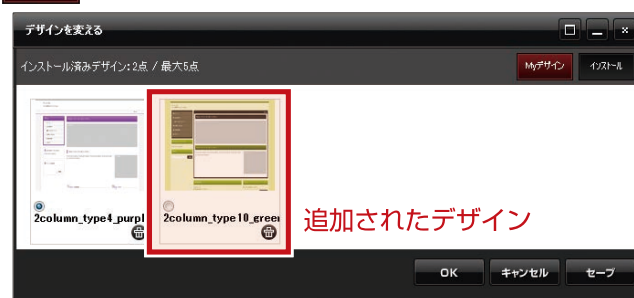 デザインを変える
インストール済みデザイン:2点 / 最大5点
Myデザイン
インストール
2column_type4_purpl
2column_type10_green
追加されたデザイン
OK
キャンセル
セーブ